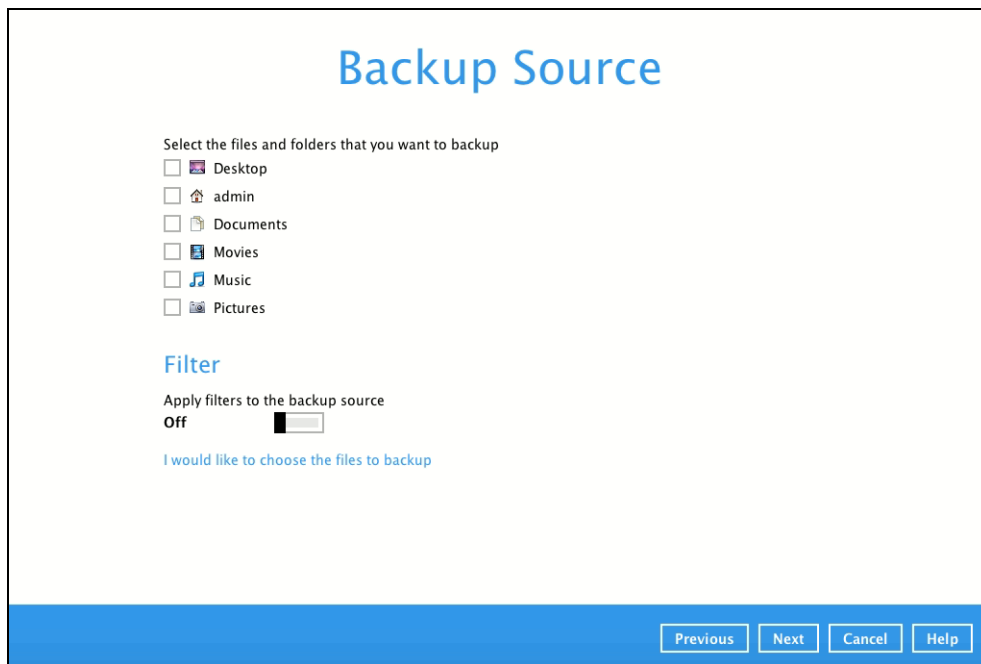 Backup Source
Select the files and folders that you want to backup
Desktop
admin
Documents
Movies
Music
Pictures
Filter
Apply filters to the backup source
Off
I would like to choose the files to backup
Previous Next Cancel Help